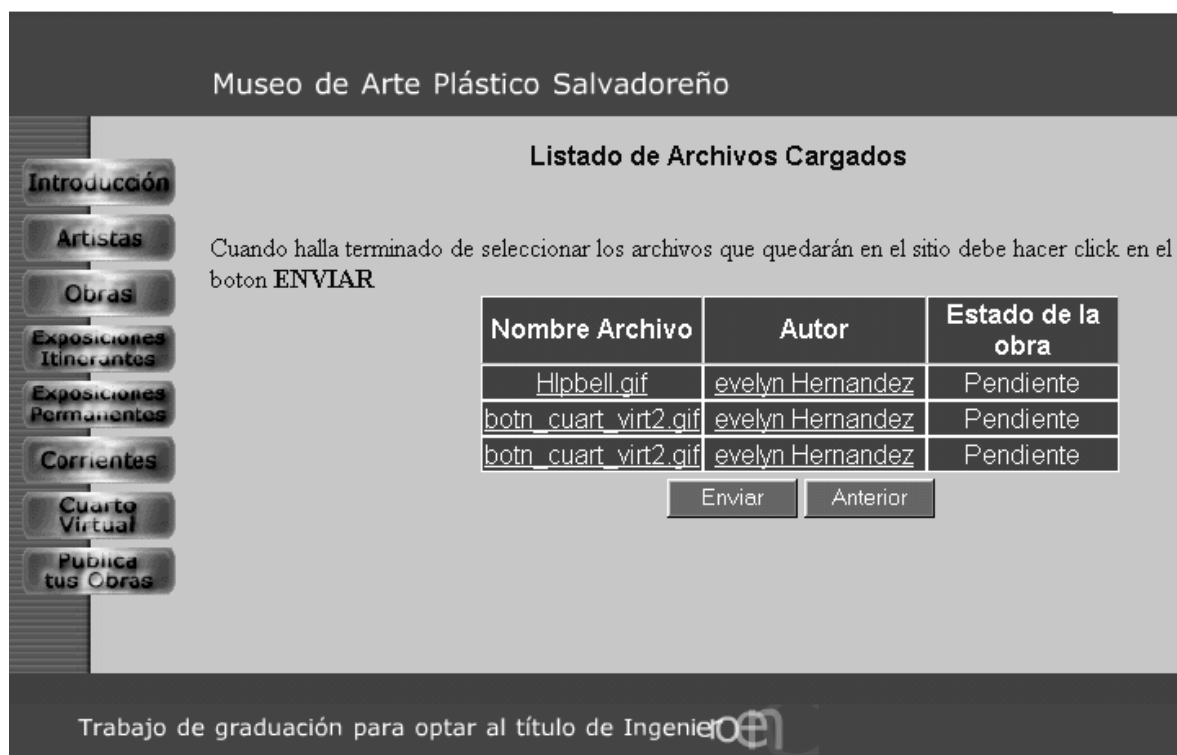 Museo de Arte Plástico Salvadoreño
Listado de Archivos Cargados
Introducción
Artistas
Obras
Exposiciones
Itinerantes
Exposiciones
Permanentes
Corrientes
Cuarto
Virtual
Publica
tus Obras
Cuando halla terminado de seleccionar los archivos que quedarán en el sitio debe hacer click en el
boton ENVIAR
Nombre Archivo Autor Estado de la obra
Hlpbell.gif evelyn Hernandez Pendiente
botn_cuart_virt2.gif evelyn Hernandez Pendiente
botn_cuart_virt2.gif evelyn Hernandez Pendiente
Enviar Anterior
Trabajo de graduación para optar al título de Ingeniero